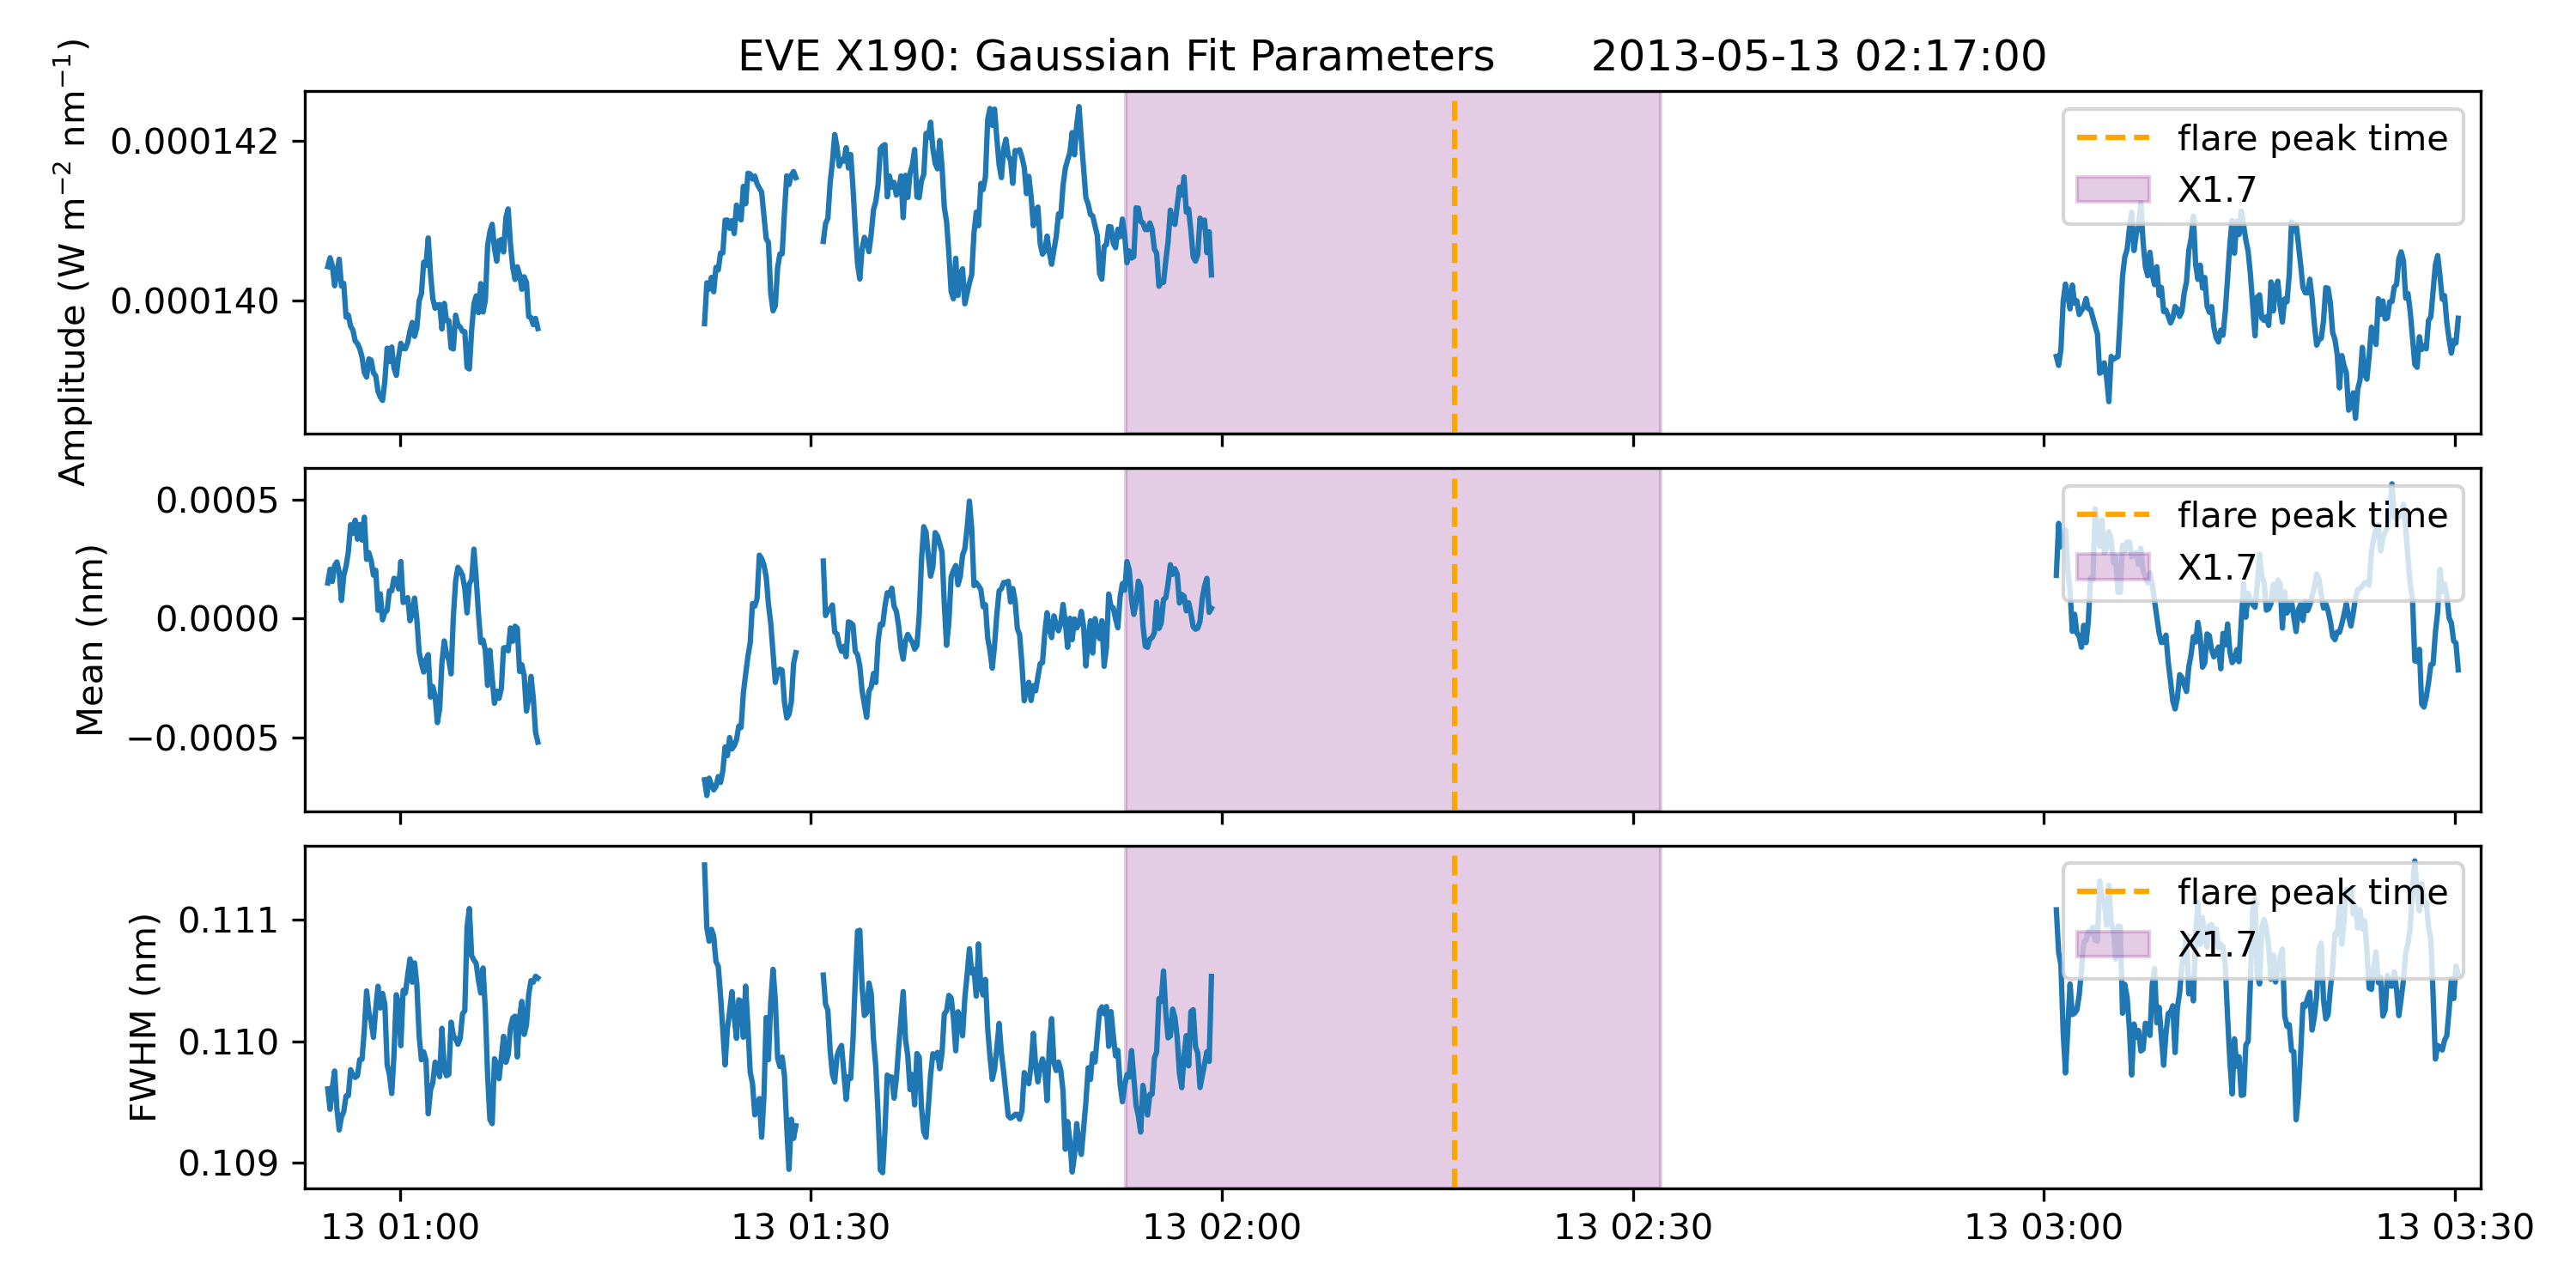 EVE X190: Gaussian Fit Parameters 2013-05-13 02:17:00
Amplitude (W m⁻² nm⁻¹)
0.000142
0.000140
flare peak time
X1.7
Mean (nm)
0.0005
0.0000
−0.0005
flare peak time
X1.7
FWHM (nm)
0.111
0.110
0.109
flare peak time
X1.7
13 01:00 13 01:30 13 02:00 13 02:30 13 03:00 13 03:30